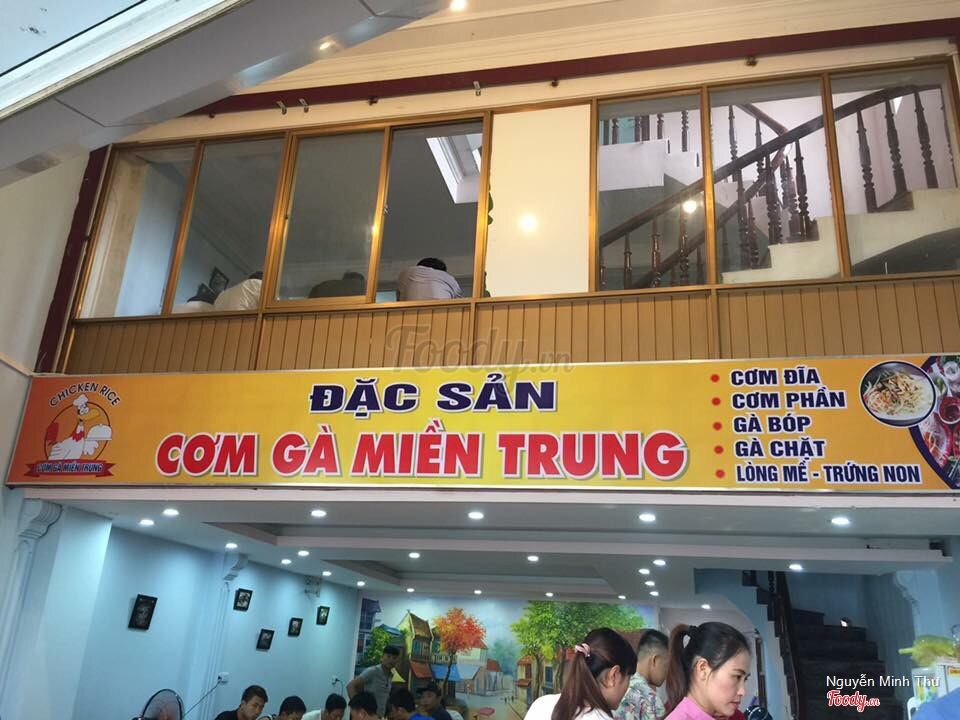 Foody.vn
CHICKEN RICE
CƠM GÀ MIỀN TRUNG
ĐẶC SẢN
CƠM GÀ MIỀN TRUNG
• CƠM ĐĨA
• CƠM PHẦN
• GÀ BÓP
• GÀ CHẶT
• LÒNG MỀ - TRỨNG NON
Nguyễn Minh Thu
Foody.vn